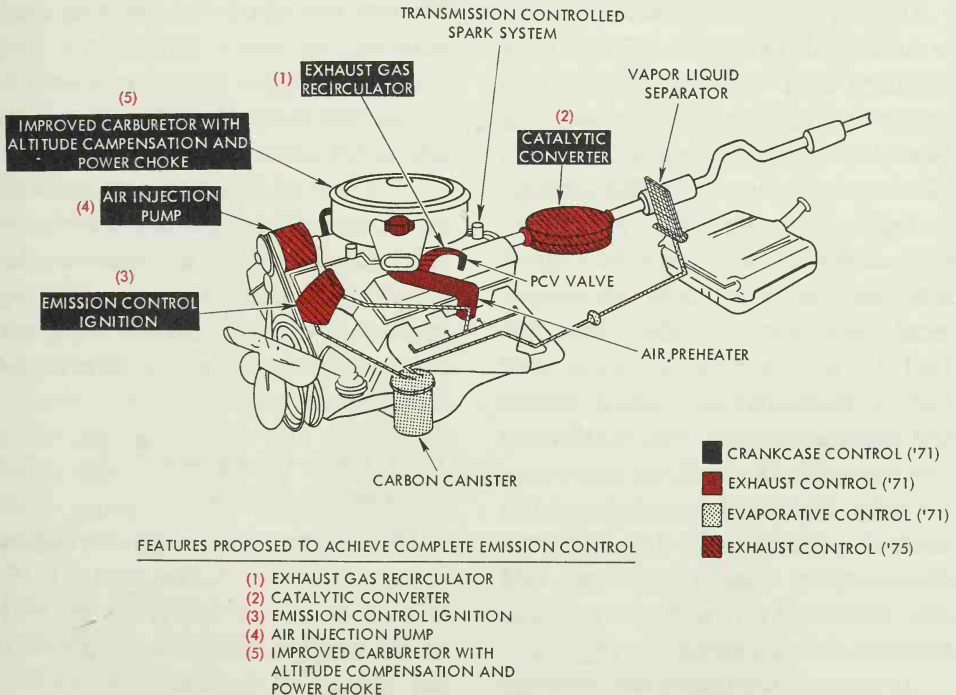 TRANSMISSION CONTROLLED
SPARK SYSTEM
(1) EXHAUST GAS
RECIRCULATOR
VAPOR LIQUID
SEPARATOR
(5)
IMPROVED CARBURETOR WITH
ALTITUDE CAMPENSATION AND
POWER CHOKE
(2)
CATALYTIC
CONVERTER
(4) AIR INJECTION
PUMP
(3)
EMISSION CONTROL
IGNITION
PCV VALVE
AIR PREHEATER
CARBON CANISTER
CRANKCASE CONTROL ('71)
EXHAUST CONTROL ('71)
EVAPORATIVE CONTROL ('71)
EXHAUST CONTROL ('75)
FEATURES PROPOSED TO ACHIEVE COMPLETE EMISSION CONTROL
(1) EXHAUST GAS RECIRCULATOR
(2) CATALYTIC CONVERTER
(3) EMISSION CONTROL IGNITION
(4) AIR INJECTION PUMP
(5) IMPROVED CARBURETOR WITH
ALTITUDE COMPENSATION AND
POWER CHOKE